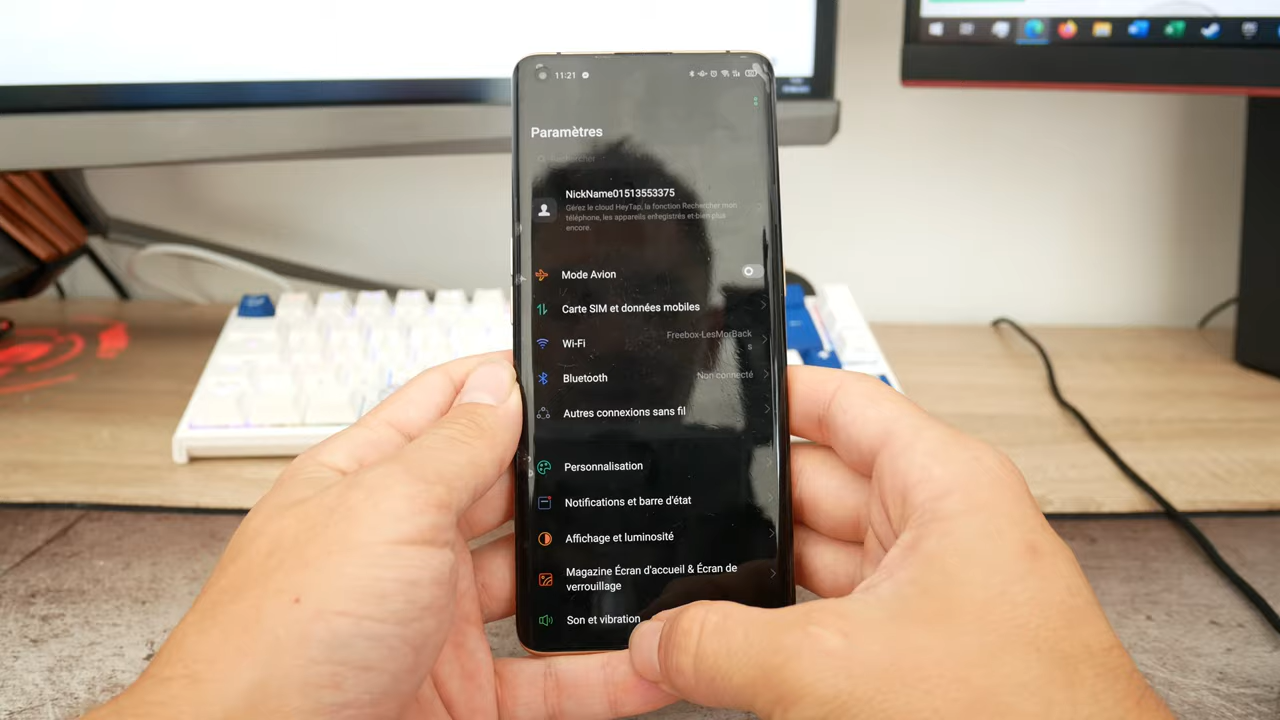 11:21
Paramètres
Rechercher
NickName01513553375
Gérez le cloud HeyTap, la fonction Rechercher mon
téléphone, les appareils enregistrés et bien plus
encore.
Mode Avion
Carte SIM et données mobiles
Wi-Fi
Freebox-LesMorBack
s
Bluetooth
Non connecté
Autres connexions sans fil
Personnalisation
Notifications et barre d'état
Affichage et luminosité
Magazine Écran d'accueil & Écran de
verrouillage
Son et vibration